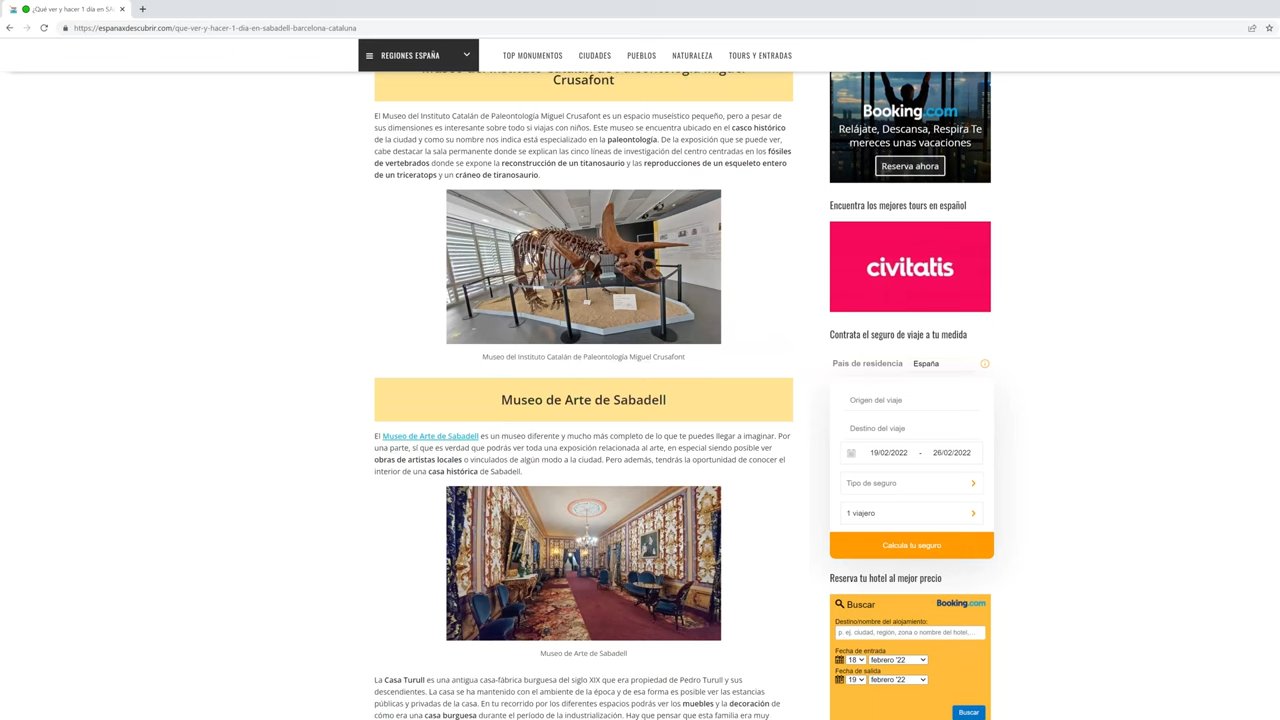 ¿Qué ver y hacer 1 día en SA
https://espanaxdescubrir.com/que-ver-y-hacer-1-dia-en-sabadell-barcelona-cataluna
REGIONES ESPAÑA
TOP MONUMENTOS CIUDADES PUEBLOS NATURALEZA TOURS Y ENTRADAS
Museo del Instituto Catalán de Paleontología Miguel
Crusafont
El Museo del Instituto Catalán de Paleontología Miguel Crusafont es un espacio museístico pequeño, pero a pesar de
sus dimensiones es interesante sobre todo si viajas con niños. Este museo se encuentra ubicado en el casco histórico
de la ciudad y como su nombre nos indica está especializado en la paleontología. De la exposición que se puede ver,
cabe destacar la sala permanente donde se explican las cinco líneas de investigación del centro centradas en los fósiles
de vertebrados donde se expone la reconstrucción de un titanosaurio y las reproducciones de un esqueleto entero
de un triceratops y un cráneo de tiranosaurio.
Museo del Instituto Catalán de Paleontología Miguel Crusafont
Museo de Arte de Sabadell
El Museo de Arte de Sabadell es un museo diferente y mucho más completo de lo que te puedes llegar a imaginar. Por
una parte, sí que es verdad que podrás ver toda una exposición relacionada al arte, en especial siendo posible ver
obras de artistas locales o vinculados de algún modo a la ciudad. Pero además, tendrás la oportunidad de conocer el
interior de una casa histórica de Sabadell.
Museo de Arte de Sabadell
La Casa Turull es una antigua casa-fábrica burguesa del siglo XIX que era propiedad de Pedro Turull y sus
descendientes. La casa se ha mantenido con el ambiente de la época y de esa forma es posible ver las estancias
públicas y privadas de la casa. En tu recorrido por los diferentes espacios podrás ver los muebles y la decoración de
cómo era una casa burguesa durante el período de la industrialización. Hay que pensar que esta familia era muy
Booking.com
Relájate, Descansa, Respira Te
mereces unas vacaciones
Reserva ahora
Encuentra los mejores tours en español
civitatis
Contrata el seguro de viaje a tu medida
Pais de residencia España
Origen del viaje
Destino del viaje
19/02/2022 - 26/02/2022
Tipo de seguro
1 viajero
Calcula tu seguro
Reserva tu hotel al mejor precio
Buscar Booking.com
Destino/nombre del alojamiento:
p. ej. ciudad, región, zona o nombre del hotel,...
Fecha de entrada
18 febrero '22
Fecha de salida
19 febrero '22
Buscar